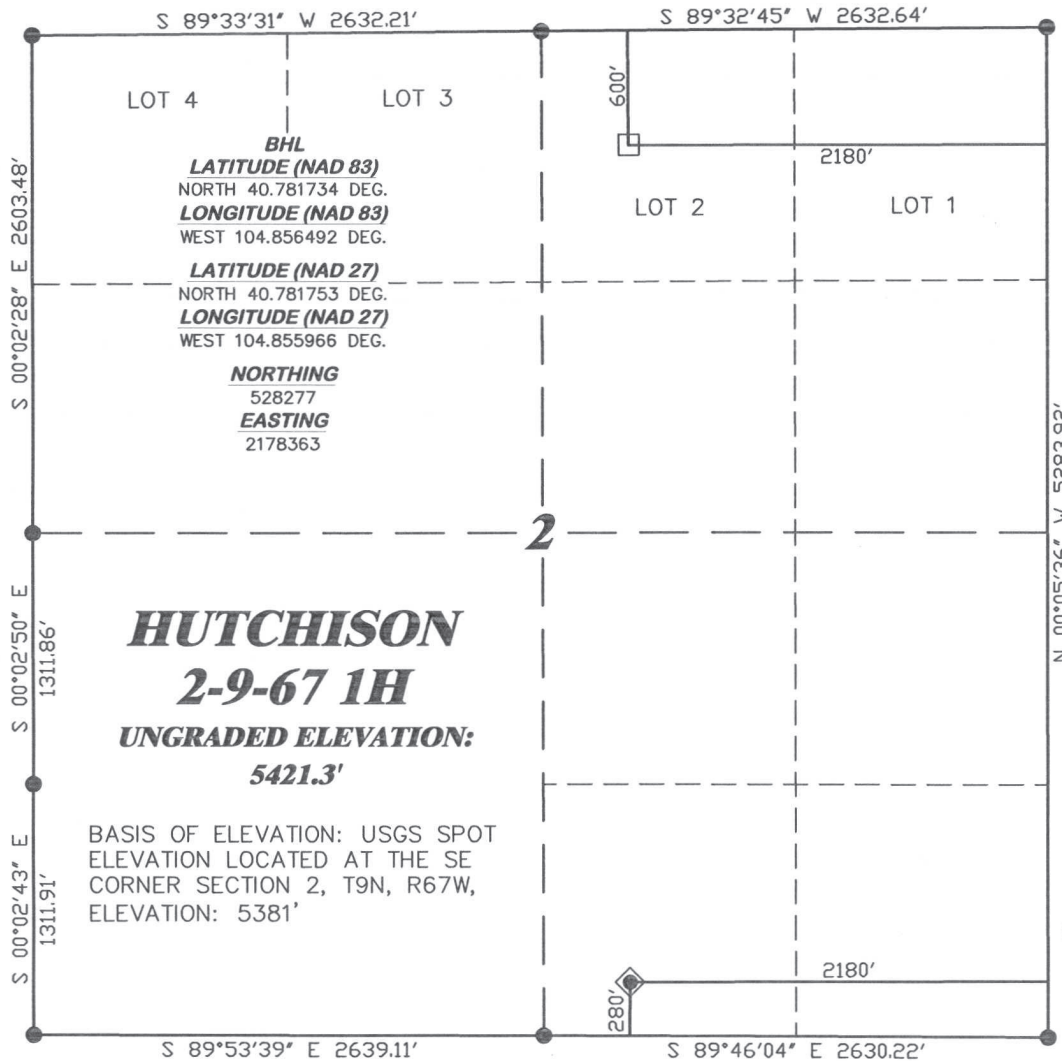 S 89°33'31" W 2632.21'
S 89°32'45" W 2632.64'
LOT 4
LOT 3
600'
2180'
LOT 2
LOT 1
BHL
LATITUDE (NAD 83)
NORTH 40.781734 DEG.
LONGITUDE (NAD 83)
WEST 104.856492 DEG.
LATITUDE (NAD 27)
NORTH 40.781753 DEG.
LONGITUDE (NAD 27)
WEST 104.855966 DEG.
NORTHING
528277
EASTING
2178363
S 00°02'28" E 2603.48'
2
HUTCHISON
2-9-67 1H
UNGRADED ELEVATION:
5421.3'
BASIS OF ELEVATION: USGS SPOT
ELEVATION LOCATED AT THE SE
CORNER SECTION 2, T9N, R67W,
ELEVATION: 5381'
S 00°02'50" E
1311.86'
S 00°02'43" E
1311.91'
N 00°05'36" W
2180'
280'
S 89°53'39" E 2639.11'
S 89°46'04" E 2630.22'